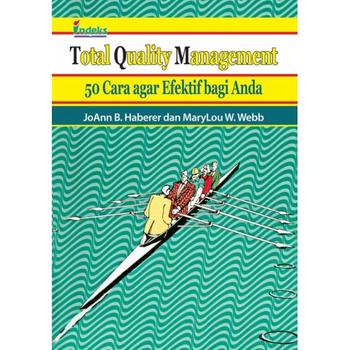 indeks
Total Quality Management
50 Cara agar Efektif bagi Anda
JoAnn B. Haberer dan MaryLou W. Webb